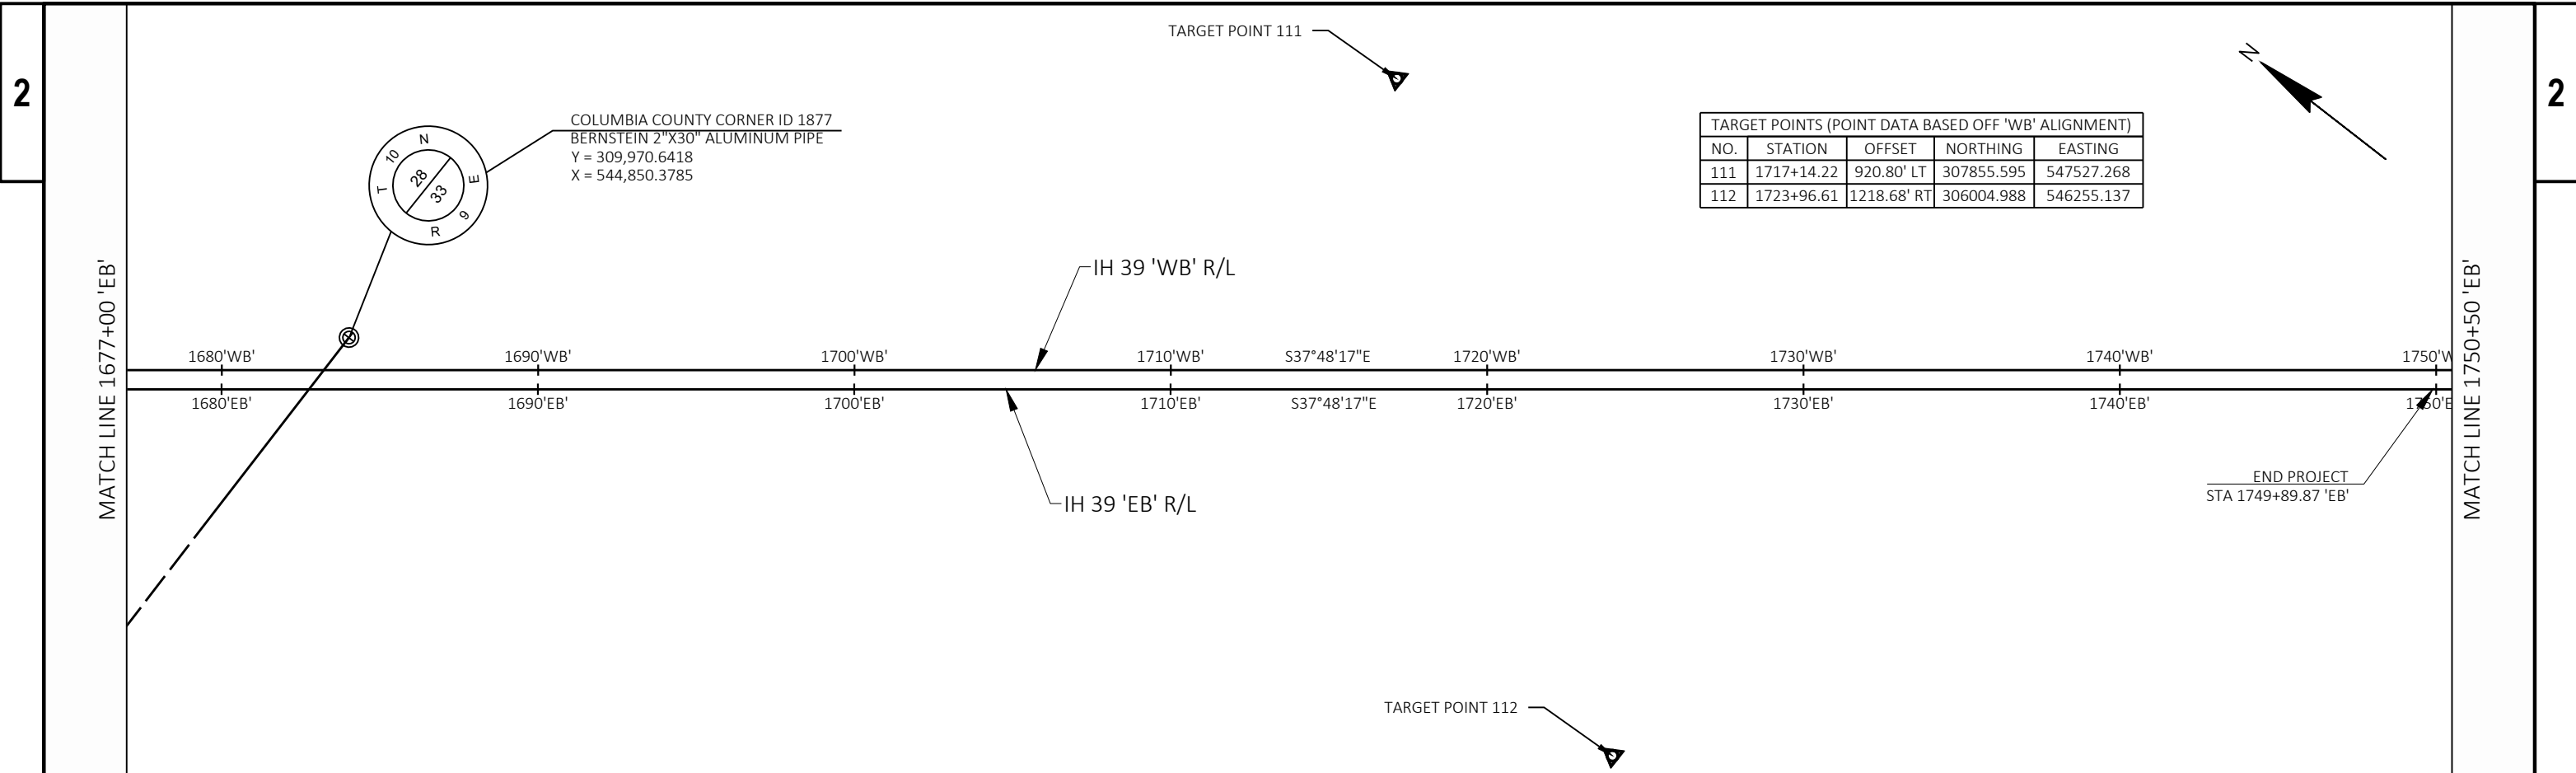 2
2
TARGET POINT 111
N
COLUMBIA COUNTY CORNER ID 1877
BERNSTEIN 2"X30" ALUMINUM PIPE
Y = 309,970.6418
X = 544,850.3785
N
10
T
28
33
E
9
R
TARGET POINTS (POINT DATA BASED OFF 'WB' ALIGNMENT)
NO. STATION OFFSET NORTHING EASTING
111 1717+14.22 920.80' LT 307855.595 547527.268
112 1723+96.61 1218.68' RT 306004.988 546255.137
MATCH LINE 1677+00 'EB'
IH 39 'WB' R/L
1680'WB' 1690'WB' 1700'WB' 1710'WB' S37°48'17"E 1720'WB' 1730'WB' 1740'WB' 1750'W
1680'EB' 1690'EB' 1700'EB' 1710'EB' S37°48'17"E 1720'EB' 1730'EB' 1740'EB' 1750'E
IH 39 'EB' R/L
END PROJECT
STA 1749+89.87 'EB'
MATCH LINE 1750+50 'EB'
TARGET POINT 112